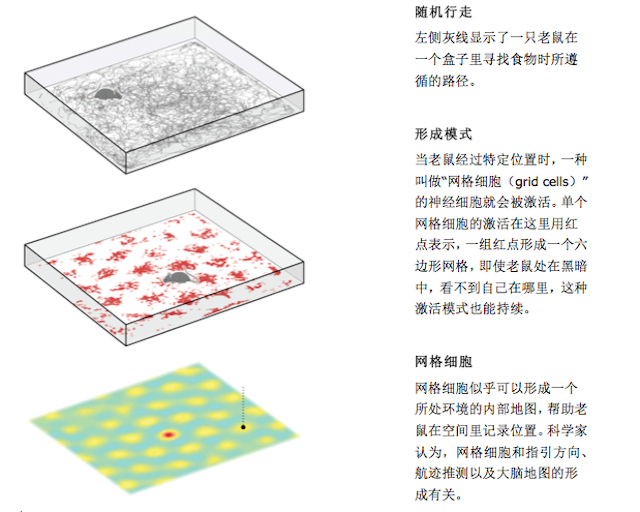 随机行走
左侧灰线显示了一只老鼠在
一个盒子里寻找食物时所遵
循的路径。
形成模式
当老鼠经过特定位置时，一种
叫做“网格细胞（grid cells）”
的神经细胞就会被激活。单个
网格细胞的激活在这里用红
点表示，一组红点形成一个六
边形网格，即使老鼠处在黑暗
中，看不到自己在哪里，这种
激活模式也能持续。
网格细胞
网格细胞似乎可以形成一个
所处环境的内部地图，帮助老
鼠在空间里记录位置。科学家
认为，网格细胞和指引方向、
航迹推测以及大脑地图的形
成有关。